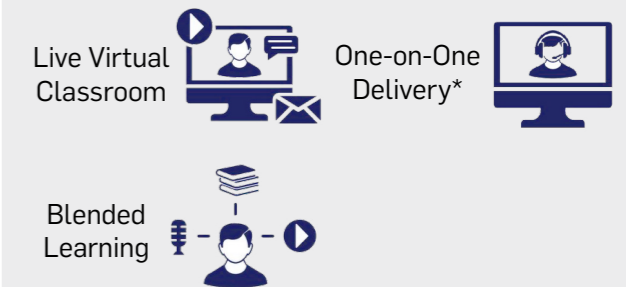 Live Virtual
Classroom
One-on-One
Delivery*
Blended
Learning